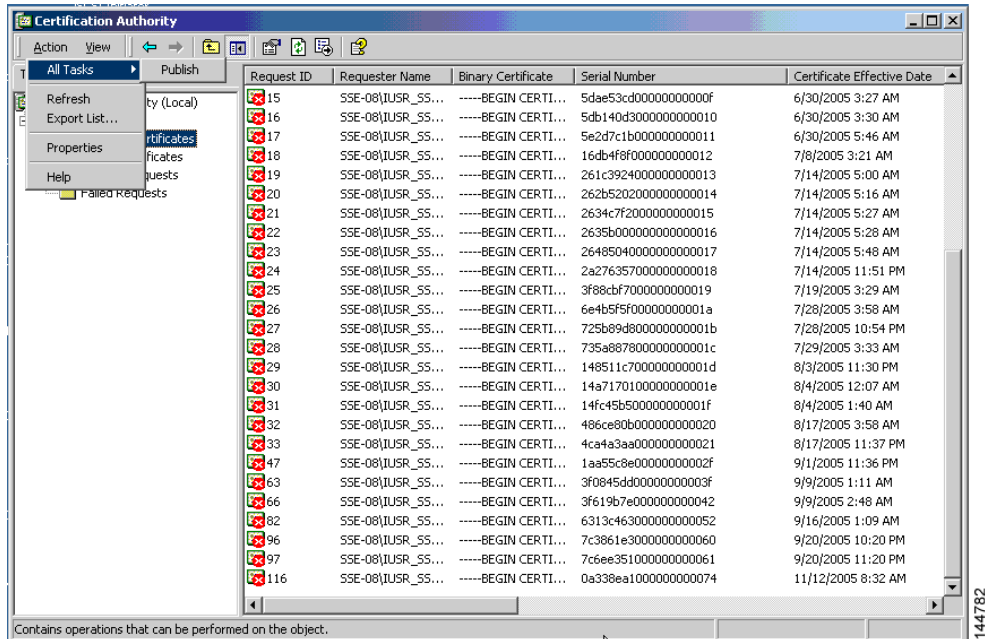 Certification Authority
Action View
All Tasks Publish
Refresh
Export List...
Properties
Help
ty (Local)
rtificates
ficates
quests
Failed Requests
Request ID Requester Name Binary Certificate Serial Number Certificate Effective Date
15 SSE-08\IUSR_SS... -----BEGIN CERTI... 5dae53cd00000000000f 6/30/2005 3:27 AM
16 SSE-08\IUSR_SS... -----BEGIN CERTI... 5db140d3000000000010 6/30/2005 3:30 AM
17 SSE-08\IUSR_SS... -----BEGIN CERTI... 5e2d7c1b000000000011 6/30/2005 5:46 AM
18 SSE-08\IUSR_SS... -----BEGIN CERTI... 16db4f8f000000000012 7/8/2005 3:21 AM
19 SSE-08\IUSR_SS... -----BEGIN CERTI... 261c3924000000000013 7/14/2005 5:00 AM
20 SSE-08\IUSR_SS... -----BEGIN CERTI... 262b5202000000000014 7/14/2005 5:16 AM
21 SSE-08\IUSR_SS... -----BEGIN CERTI... 2634c7f2000000000015 7/14/2005 5:27 AM
22 SSE-08\IUSR_SS... -----BEGIN CERTI... 2635b000000000000016 7/14/2005 5:28 AM
23 SSE-08\IUSR_SS... -----BEGIN CERTI... 26485040000000000017 7/14/2005 5:48 AM
24 SSE-08\IUSR_SS... -----BEGIN CERTI... 2a276357000000000018 7/14/2005 11:51 PM
25 SSE-08\IUSR_SS... -----BEGIN CERTI... 3f88cbf7000000000019 7/19/2005 3:29 AM
26 SSE-08\IUSR_SS... -----BEGIN CERTI... 6e4b5f5f00000000001a 7/28/2005 3:58 AM
27 SSE-08\IUSR_SS... -----BEGIN CERTI... 725b89d800000000001b 7/28/2005 10:54 PM
28 SSE-08\IUSR_SS... -----BEGIN CERTI... 735a887800000000001c 7/29/2005 3:33 AM
29 SSE-08\IUSR_SS... -----BEGIN CERTI... 148511c700000000001d 8/3/2005 11:30 PM
30 SSE-08\IUSR_SS... -----BEGIN CERTI... 14a7170100000000001e 8/4/2005 12:07 AM
31 SSE-08\IUSR_SS... -----BEGIN CERTI... 14fc45b500000000001f 8/4/2005 1:40 AM
32 SSE-08\IUSR_SS... -----BEGIN CERTI... 486ce80b000000000020 8/17/2005 3:58 AM
33 SSE-08\IUSR_SS... -----BEGIN CERTI... 4ca4a3aa000000000021 8/17/2005 11:37 PM
47 SSE-08\IUSR_SS... -----BEGIN CERTI... 1aa55c8e00000000002f 9/1/2005 11:36 PM
63 SSE-08\IUSR_SS... -----BEGIN CERTI... 3f0845dd00000000003f 9/9/2005 1:11 AM
66 SSE-08\IUSR_SS... -----BEGIN CERTI... 3f619b7e000000000042 9/9/2005 2:48 AM
82 SSE-08\IUSR_SS... -----BEGIN CERTI... 6313c463000000000052 9/16/2005 1:09 AM
96 SSE-08\IUSR_SS... -----BEGIN CERTI... 7c3861e3000000000060 9/20/2005 10:20 PM
97 SSE-08\IUSR_SS... -----BEGIN CERTI... 7c6ee351000000000061 9/20/2005 11:20 PM
116 SSE-08\IUSR_SS... -----BEGIN CERTI... 0a338ea1000000000074 11/12/2005 8:32 AM
Contains operations that can be performed on the object.
144782